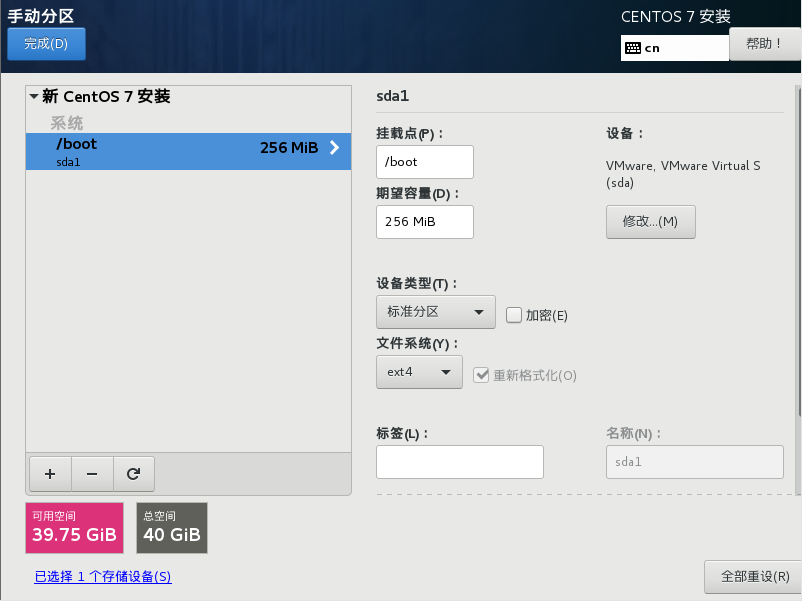 手动分区
CENTOS 7 安装
完成(D)
cn
帮助！
新 CentOS 7 安装
系统
/boot
256 MiB
sda1
sda1
挂载点(P)：
设备：
/boot
VMware, VMware Virtual S
(sda)
期望容量(D)：
256 MiB
修改...(M)
设备类型(T)：
标准分区
加密(E)
文件系统(Y)：
ext4
重新格式化(O)
标签(L)：
名称(N)：
sda1
可用空间
39.75 GiB
总空间
40 GiB
已选择 1 个存储设备(S)
全部重设(R)